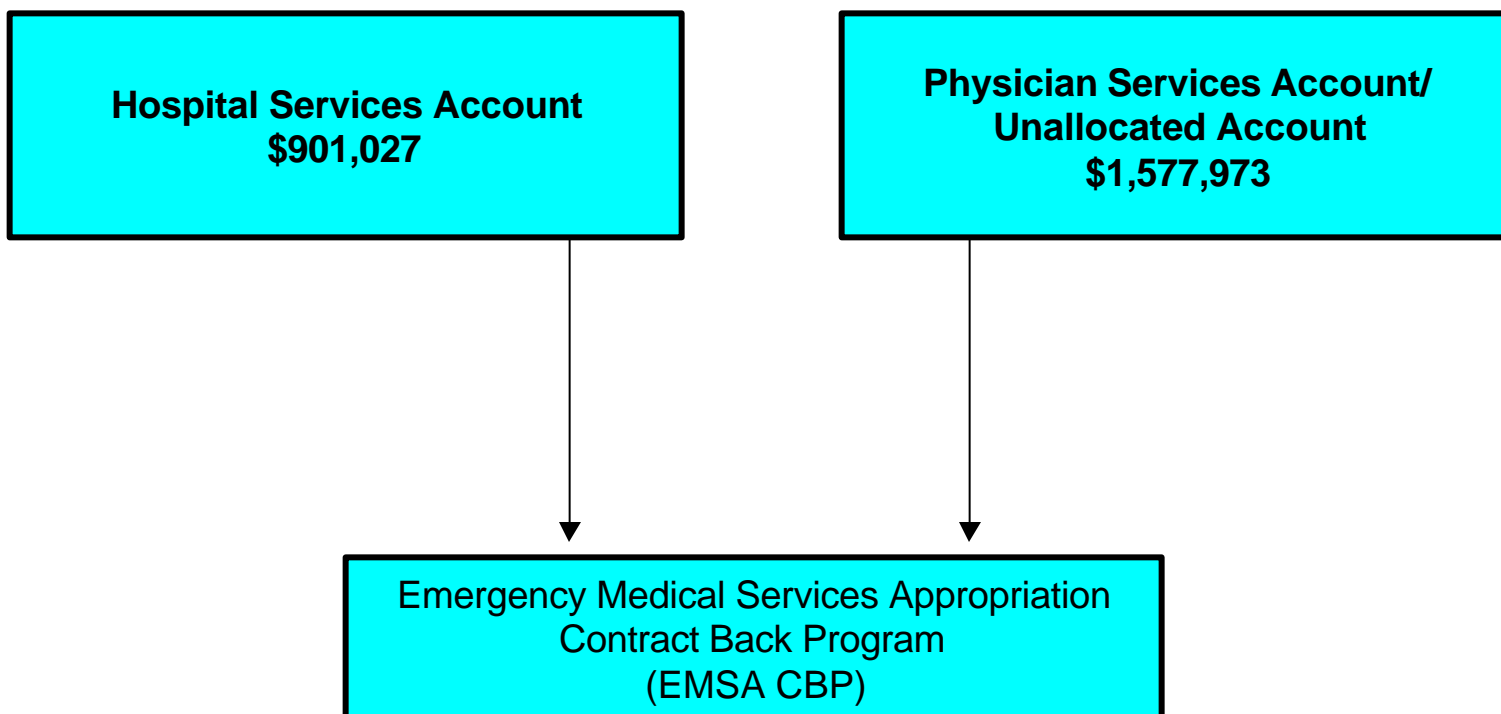 Hospital Services Account
$901,027
Physician Services Account/
Unallocated Account
$1,577,973
Emergency Medical Services Appropriation
Contract Back Program
(EMSA CBP)